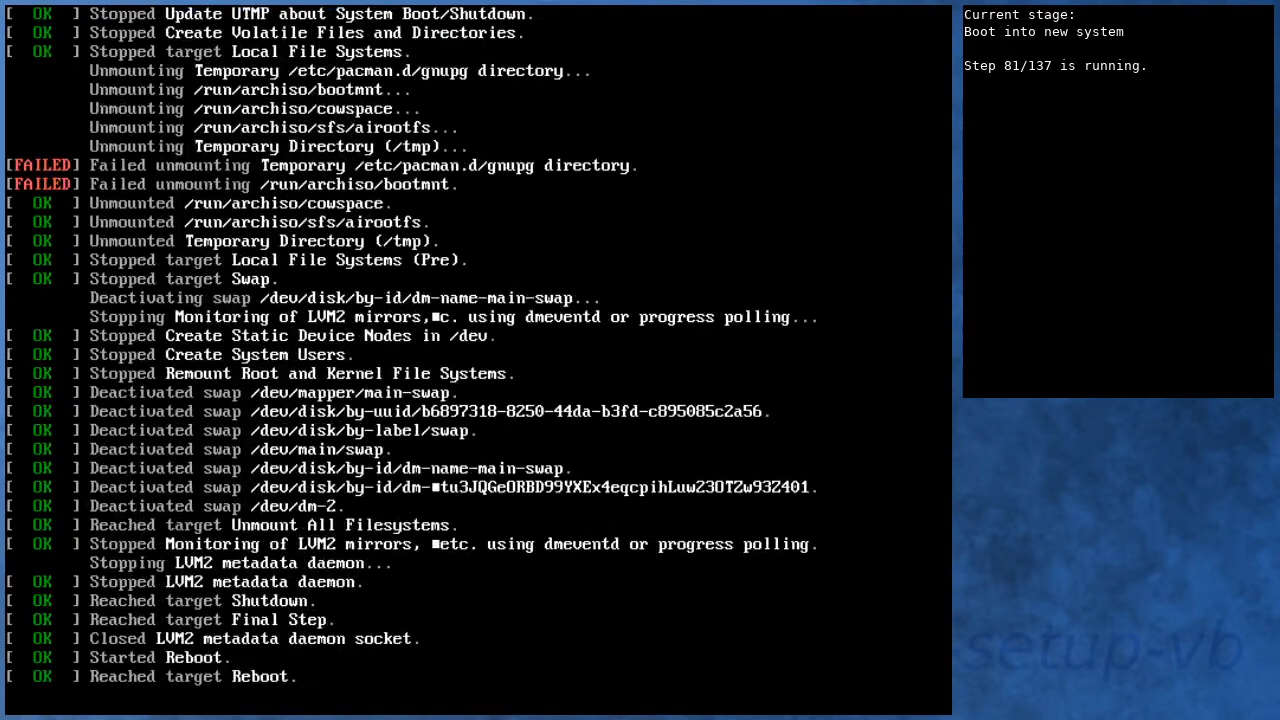 [  OK  ] Stopped Update UTMP about System Boot/Shutdown.
[  OK  ] Stopped Create Volatile Files and Directories.
[  OK  ] Stopped target Local File Systems.
Unmounting Temporary /etc/pacman.d/gnupg directory...
Unmounting /run/archiso/bootmnt...
Unmounting /run/archiso/cowspace...
Unmounting /run/archiso/sfs/airootfs...
Unmounting Temporary Directory (/tmp)...
[FAILED] Failed unmounting Temporary /etc/pacman.d/gnupg directory.
[FAILED] Failed unmounting /run/archiso/bootmnt.
[  OK  ] Unmounted /run/archiso/cowspace.
[  OK  ] Unmounted /run/archiso/sfs/airootfs.
[  OK  ] Unmounted Temporary Directory (/tmp).
[  OK  ] Stopped target Local File Systems (Pre).
[  OK  ] Stopped target Swap.
Deactivating swap /dev/disk/by-id/dm-name-main-swap...
Stopping Monitoring of LVM2 mirrors,■c. using dmeventd or progress polling...
[  OK  ] Stopped Create Static Device Nodes in /dev.
[  OK  ] Stopped Create System Users.
[  OK  ] Stopped Remount Root and Kernel File Systems.
[  OK  ] Deactivated swap /dev/mapper/main-swap.
[  OK  ] Deactivated swap /dev/disk/by-uuid/b6897318-8250-44da-b3fd-c895085c2a56.
[  OK  ] Deactivated swap /dev/disk/by-label/swap.
[  OK  ] Deactivated swap /dev/main/swap.
[  OK  ] Deactivated swap /dev/disk/by-id/dm-name-main-swap.
[  OK  ] Deactivated swap /dev/disk/by-id/dm-■tu3JQGeORBD99YXEx4eqcpihLuw23OTZw93Z401.
[  OK  ] Deactivated swap /dev/dm-2.
[  OK  ] Reached target Unmount All Filesystems.
[  OK  ] Stopped Monitoring of LVM2 mirrors, ■etc. using dmeventd or progress polling.
Stopping LVM2 metadata daemon...
[  OK  ] Stopped LVM2 metadata daemon.
[  OK  ] Reached target Shutdown.
[  OK  ] Reached target Final Step.
[  OK  ] Closed LVM2 metadata daemon socket.
[  OK  ] Started Reboot.
[  OK  ] Reached target Reboot.
Current stage:
Boot into new system
Step 81/137 is running.
setup-vb